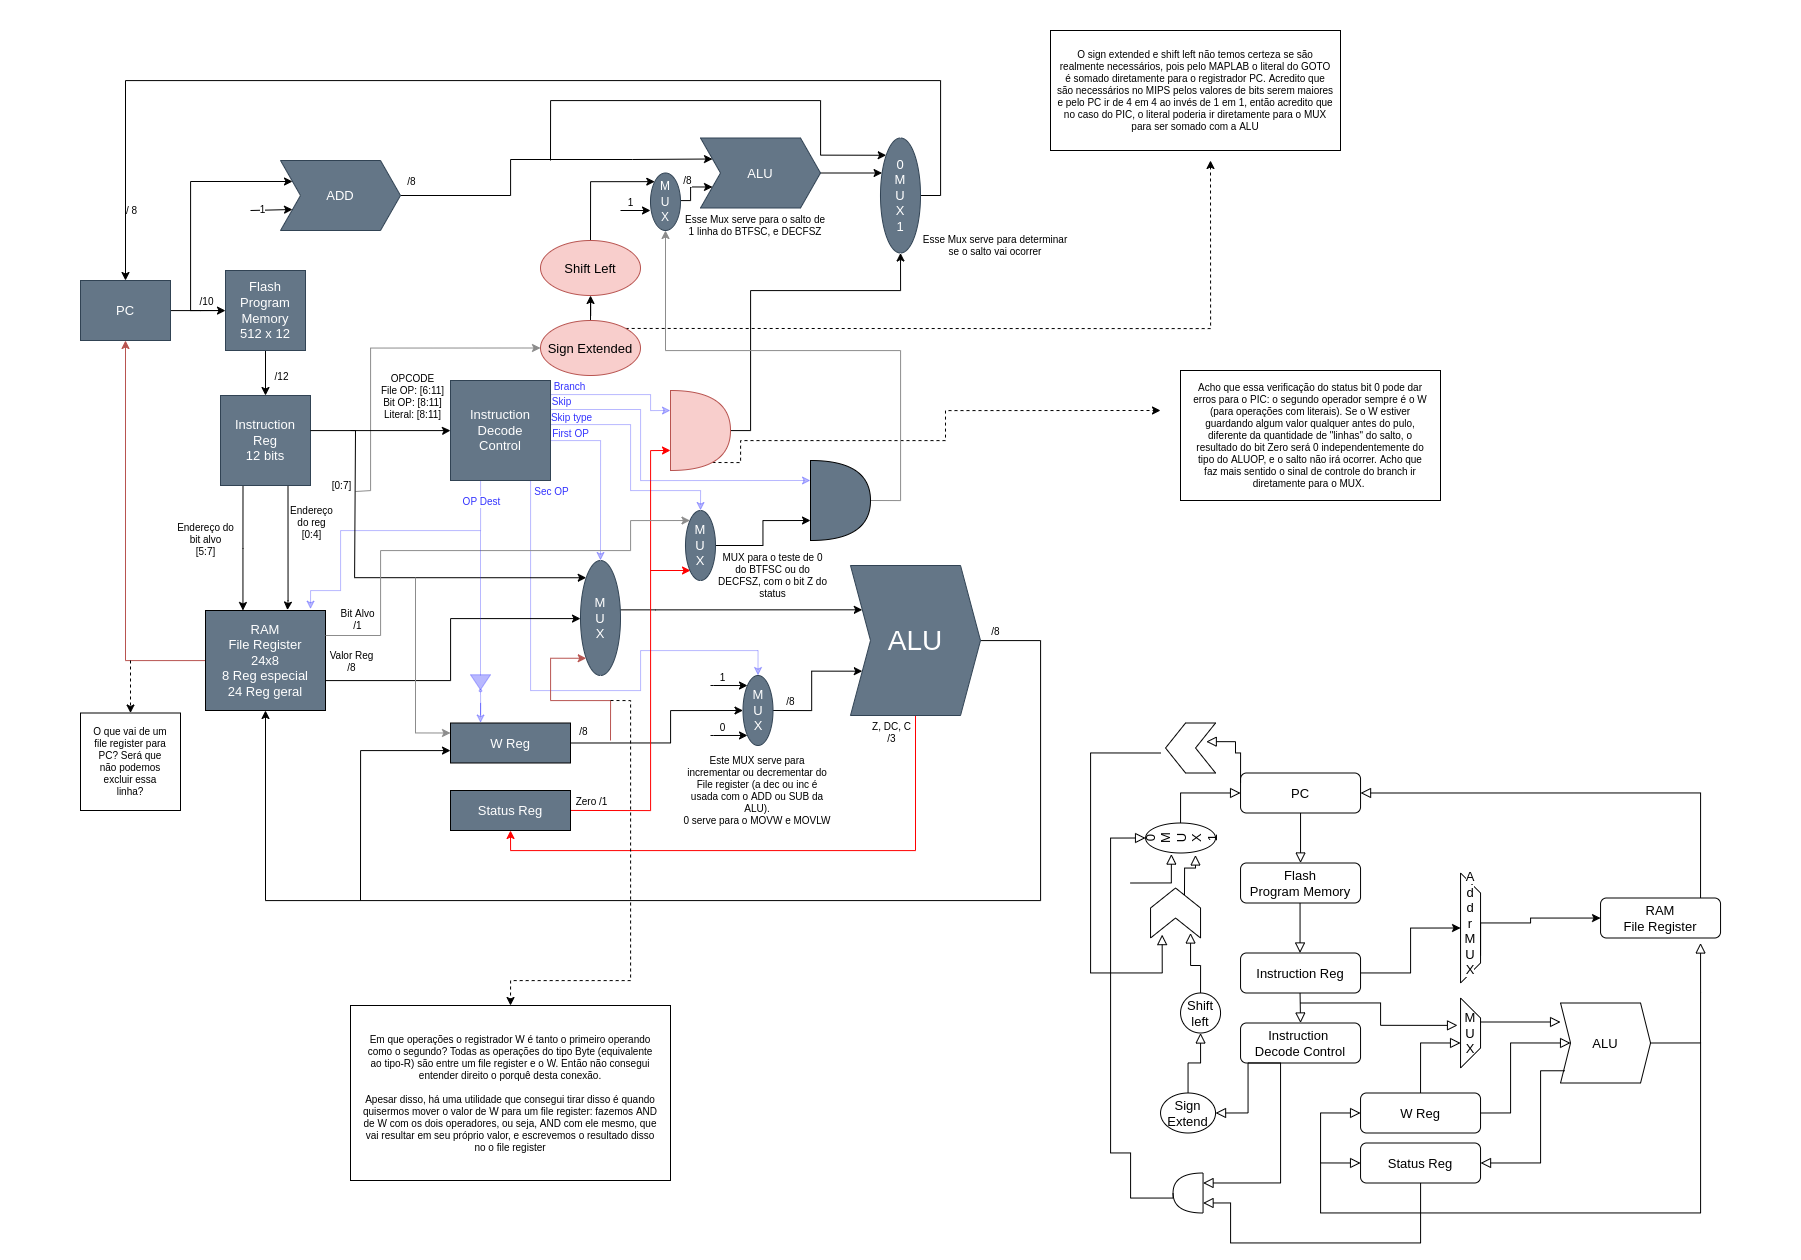 O sign extended e shift left não temos certeza se são
realmente necessários, pois pelo MAPLAB o literal do GOTO
é somado diretamente para o registrador PC. Acredito que
são necessários no MIPS pelos valores de bits serem maiores
e pelo PC ir de 4 em 4 ao invés de 1 em 1, então acredito que
no caso do PIC, o literal poderia ir diretamente para o MUX
para ser somado com a ALU
/ 8
ADD
/8
1
M
U
X
1
/8
ALU
Esse Mux serve para o salto de
1 linha do BTFSC, e DECFSZ
0
M
U
X
1
Esse Mux serve para determinar
se o salto vai ocorrer
Shift Left
Sign Extended
PC
/10
Flash
Program
Memory
512 x 12
/12
Instruction
Reg
12 bits
OPCODE
File OP: [6:11]
Bit OP: [8:11]
Literal: [8:11]
Instruction
Decode
Control
Branch
Skip
Skip type
First OP
OP Dest
Sec OP
[0:7]
Endereço do
bit alvo
[5:7]
Endereço
do reg
[0:4]
Acho que essa verificação do status bit 0 pode dar
erros para o PIC: o segundo operador sempre é o W
(para operações com literais). Se o W estiver
guardando algum valor qualquer antes do pulo,
diferente da quantidade de "linhas" do salto, o
resultado do bit Zero será 0 independentemente do
tipo do ALUOP, e o salto não irá ocorrer. Acho que
faz mais sentido o sinal de controle do branch ir
diretamente para o MUX.
M
U
X
MUX para o teste de 0
do BTFSC ou do
DECFSZ, com o bit Z do
status
RAM
File Register
24x8
8 Reg especial
24 Reg geral
Bit Alvo
/1
Valor Reg
/8
M
U
X
ALU
/8
Z, DC, C
/3
1
0
M
U
X
/8
Este MUX serve para
incrementar ou decrementar do
File register (a dec ou inc é
usada com o ADD ou SUB da
ALU).
0 serve para o MOVW e MOVLW
O que vai de um
file register para
PC? Será que
não podemos
excluir essa
linha?
W Reg
/8
Status Reg
Zero /1
Em que operações o registrador W é tanto o primeiro operando
como o segundo? Todas as operações do tipo Byte (equivalente
ao tipo-R) são entre um file register e o W. Então não consegui
entender direito o porquê desta conexão.
Apesar disso, há uma utilidade que consegui tirar disso é quando
quisermos mover o valor de W para um file register: fazemos AND
de W com os dois operadores, ou seja, AND com ele mesmo, que
vai resultar em seu próprio valor, e escrevemos o resultado disso
no o file register
PC
0
M
U
X
1
Flash
Program Memory
Instruction Reg
Instruction
Decode Control
Shift
left
Sign
Extend
A
d
d
r
M
U
X
RAM
File Register
M
U
X
ALU
W Reg
Status Reg